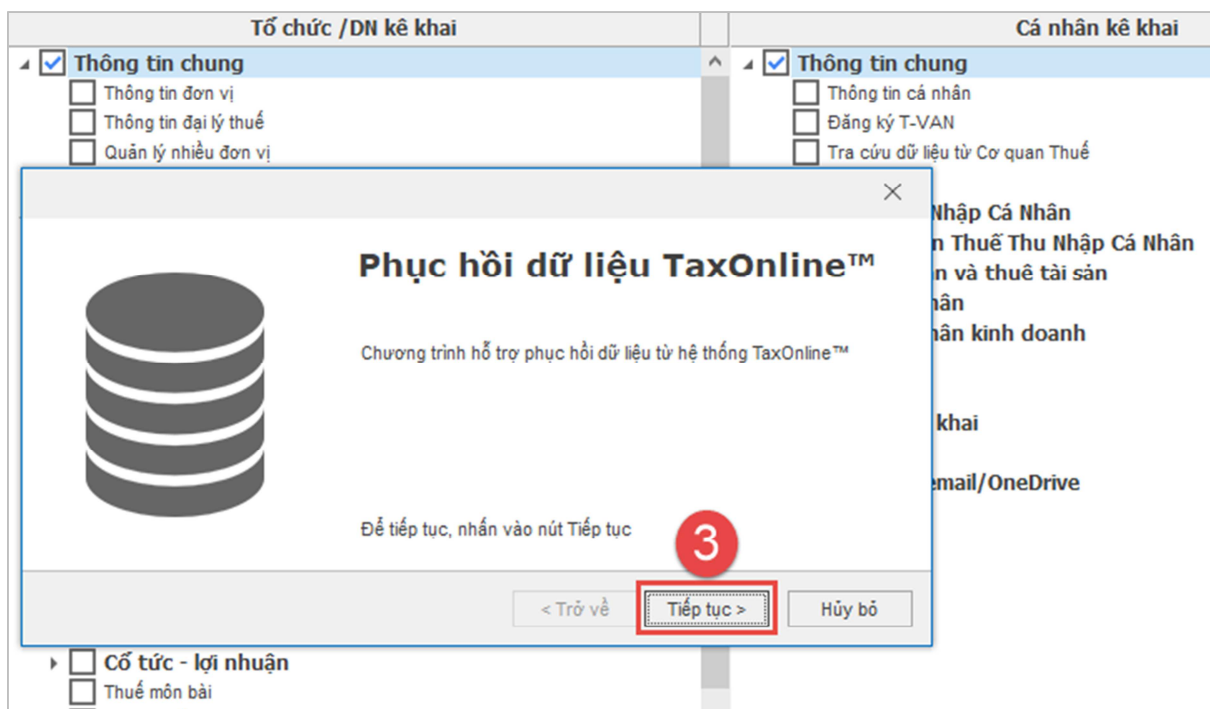 Tổ chức /DN kê khai
Cá nhân kê khai
Thông tin chung
Thông tin chung
Thông tin đơn vị
Thông tin cá nhân
Thông tin đại lý thuế
Đăng ký T-VAN
Quản lý nhiều đơn vị
Tra cứu dữ liệu từ Cơ quan Thuế
Nhập Cá Nhân
n Thuế Thu Nhập Cá Nhân
Phục hồi dữ liệu TaxOnline™
n và thuê tài sản
hân
hân kinh doanh
Chương trình hỗ trợ phục hồi dữ liệu từ hệ thống TaxOnline™
khai
email/OneDrive
Để tiếp tục, nhấn vào nút Tiếp tục
3
< Trở về
Tiếp tục >
Hủy bỏ
Cổ tức - lợi nhuận
Thuế môn bài